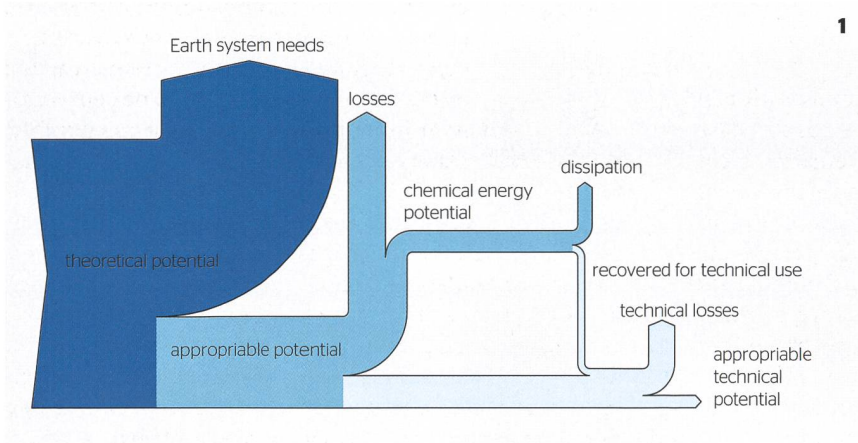 1
Earth system needs
losses
dissipation
chemical energy
potential
theoretical potential
recovered for technical use
technical losses
appropriable potential
appropriable
technical
potential